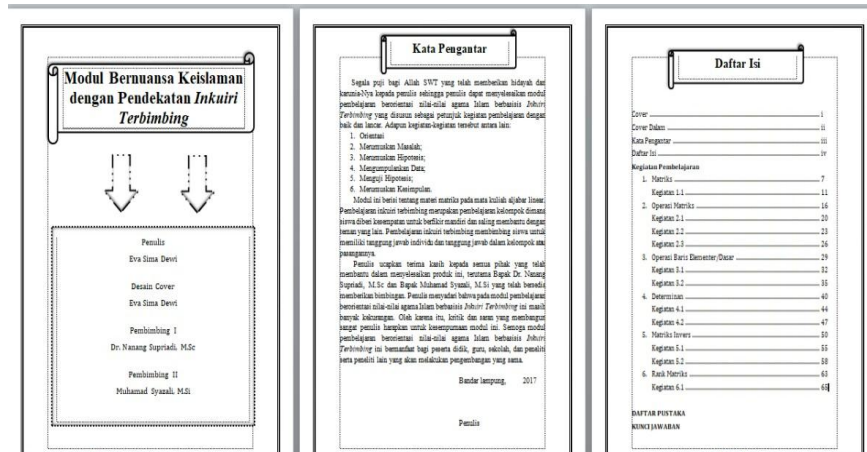 Modul Bernuansa Keislaman
dengan Pendekatan Inkuiri
Terbimbing
Penulis
Eva Sima Dewi
Desain Cover
Eva Sima Dewi
Pembimbing I
Dr. Nanang Supriadi, M.Sc
Pembimbing II
Muhamad Syazali, M.Si
Kata Pengantar
Segala puji bagi Allah SWT yang telah memberikan hidayah dan
karunia-Nya kepada penulis sehingga penulis dapat menyelesaikan modul
pembelajaran berorientasi nilai-nilai agama Islam berbasisis Inkuiri
Terbimbing yang disusun sebagai petunjuk kegiatan pembelajaran dengan
baik dan lancar. Adapun kegiatan-kegiatan tersebut antara lain:
1. Orientasi
2. Merumuskan Masalah;
3. Merumuskan Hipotesis;
4. Mengumpulankan Data;
5. Menguji Hipotesis;
6. Merumuskan Kesimpulan.
Modul ini berisi tentang materi matriks pada mata kuliah aljabar linear.
Pembelajaran inkuiri terbimbing merupakan pembelajaran kelompok dimana
siswa diberi kesempatan untuk berfikir mandiri dan saling membantu dengan
teman yang lain. Pembelajaran inkuiri terbimbing membimbing siswa untuk
memiliki tanggung jawab individu dan tanggung jawab dalam kelompok atau
pasangannya.
Penulis ucapkan terima kasih kepada semua pihak yang telah
membantu dalam menyelesaikan produk ini, terutama Bapak Dr. Nanang
Supriadi, M.Sc dan Bapak Muhamad Syazali, M.Si yang telah bersedia
memberikan bimbingan. Penulis menyadari bahwa pada modul pembelajaran
berorientasi nilai-nilai agama Islam berbasisis Inkuiri Terbimbing ini masih
banyak kekurangan. Oleh karena itu, kritik dan saran yang membangun
sangat penulis harapkan untuk kesempurnaan modul ini. Semoga modul
pembelajaran berorientasi nilai-nilai agama Islam berbasisis Inkuiri
Terbimbing ini bermanfaat bagi peserta didik, guru, sekolah, dan peneliti
serta peneliti lain yang akan melakukan pengembangan yang sama.
Bandar lampung, 2017
Penulis
Daftar Isi
Cover i
Cover Dalam ii
Kata Pengantar iii
Daftar Isi iv
Kegiatan Pembelajaran
1. Matriks 7
Kegiatan 1.1 11
2. Operasi Matriks 16
Kegiatan 2.1 20
Kegiatan 2.2 23
Kegiatan 2.3 26
3. Operasi Baris Elementer/Dasar 29
Kegiatan 3.1 32
Kegiatan 3.2 35
4. Determinan 40
Kegiatan 4.1 44
Kegiatan 4.2 47
5. Matriks Invers 50
Kegiatan 5.1 55
Kegiatan 5.2 58
6. Rank Matriks 63
Kegiatan 6.1 68
DAFTAR PUSTAKA
KUNCI JAWABAN